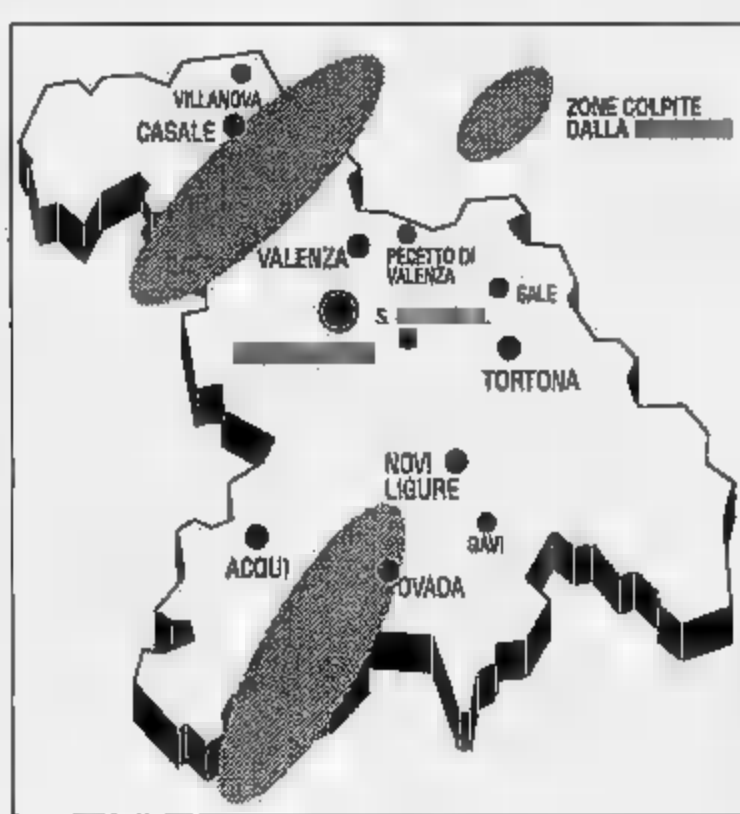 VILLANOVA
CASALE
ZONE COLPITE
DALLA
VALENZA
PECETTO DI
VALENZA
SALE
S.
TORTONA
NOVI
LIGURE
GAVI
ACQUI
OVADA